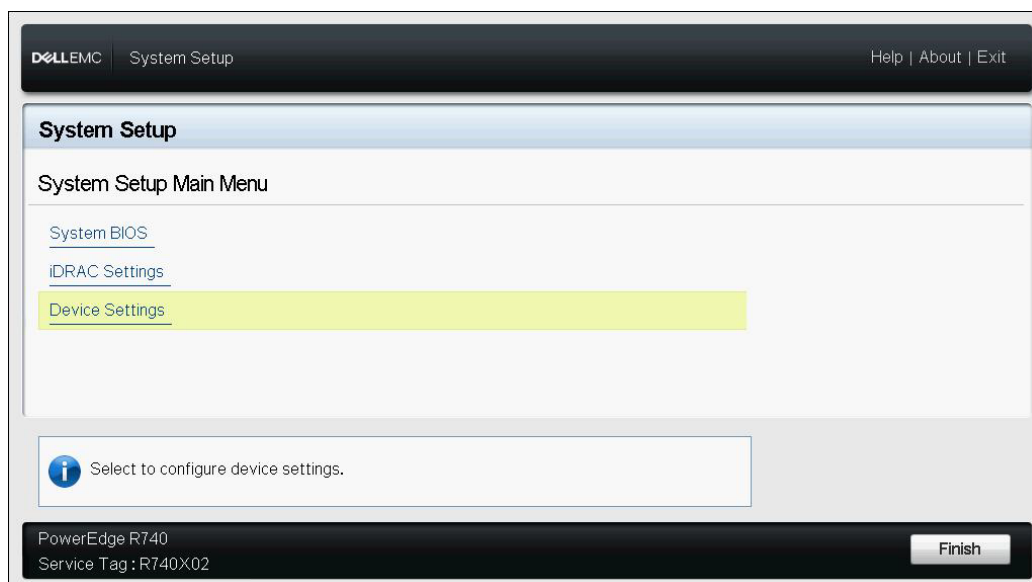 DELLEMC System Setup Help | About | Exit
System Setup
System Setup Main Menu
System BIOS
iDRAC Settings
Device Settings
Select to configure device settings.
PowerEdge R740
Service Tag : R740X02
Finish